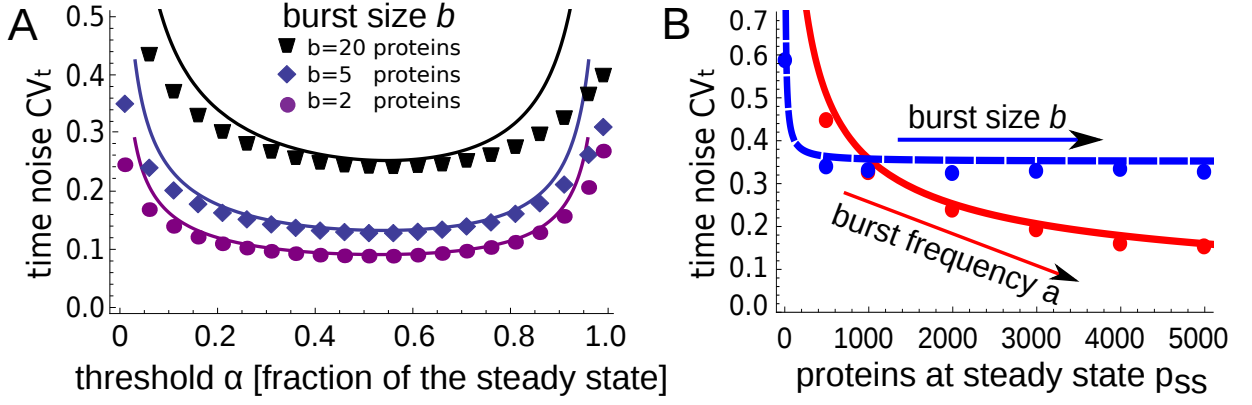 A
burst size b
b=20 proteins
b=5 proteins
b=2 proteins
time noise CVt
0.5
0.4
0.3
0.2
0.1
0.0
0
0.2
0.4
0.6
0.8
1.0
threshold α [fraction of the steady state]
B
time noise CVt
0.7
0.6
0.5
0.4
0.3
0.2
0.1
0.0
burst size b
burst frequency a
0
1000
2000
3000
4000
5000
proteins at steady state pss